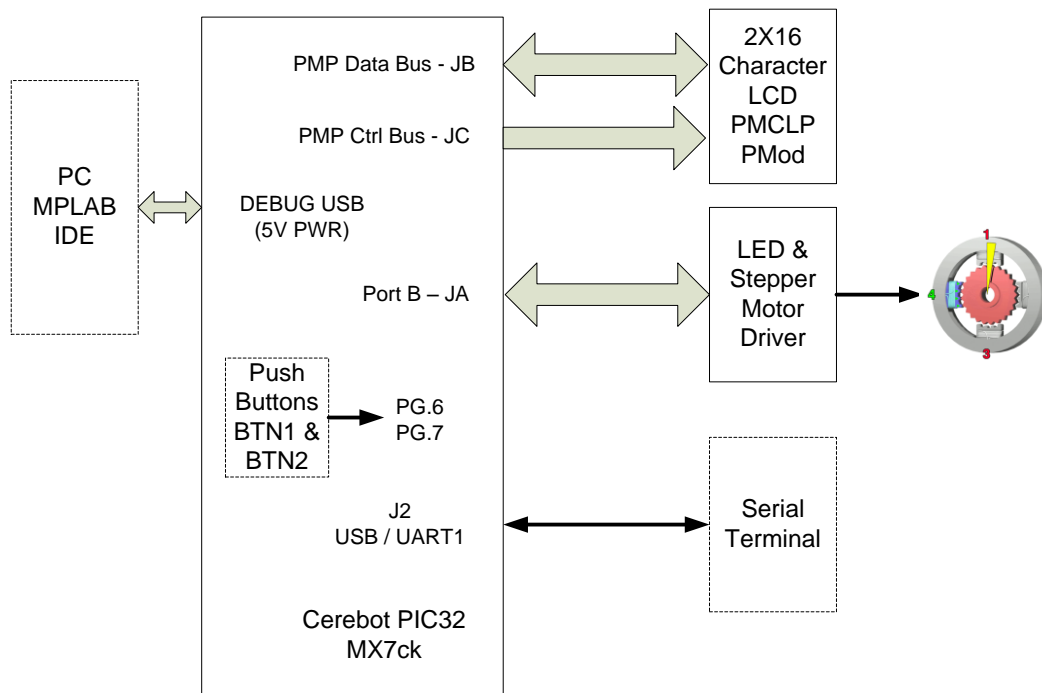 PC
MPLAB
IDE
PMP Data Bus - JB
PMP Ctrl Bus - JC
DEBUG USB
(5V PWR)
Port B – JA
Push
Buttons
BTN1 &
BTN2
PG.6
PG.7
J2
USB / UART1
Cerebot PIC32
MX7ck
2X16
Character
LCD
PMCLP
PMod
LED &
Stepper
Motor
Driver
1
4
3
Serial
Terminal